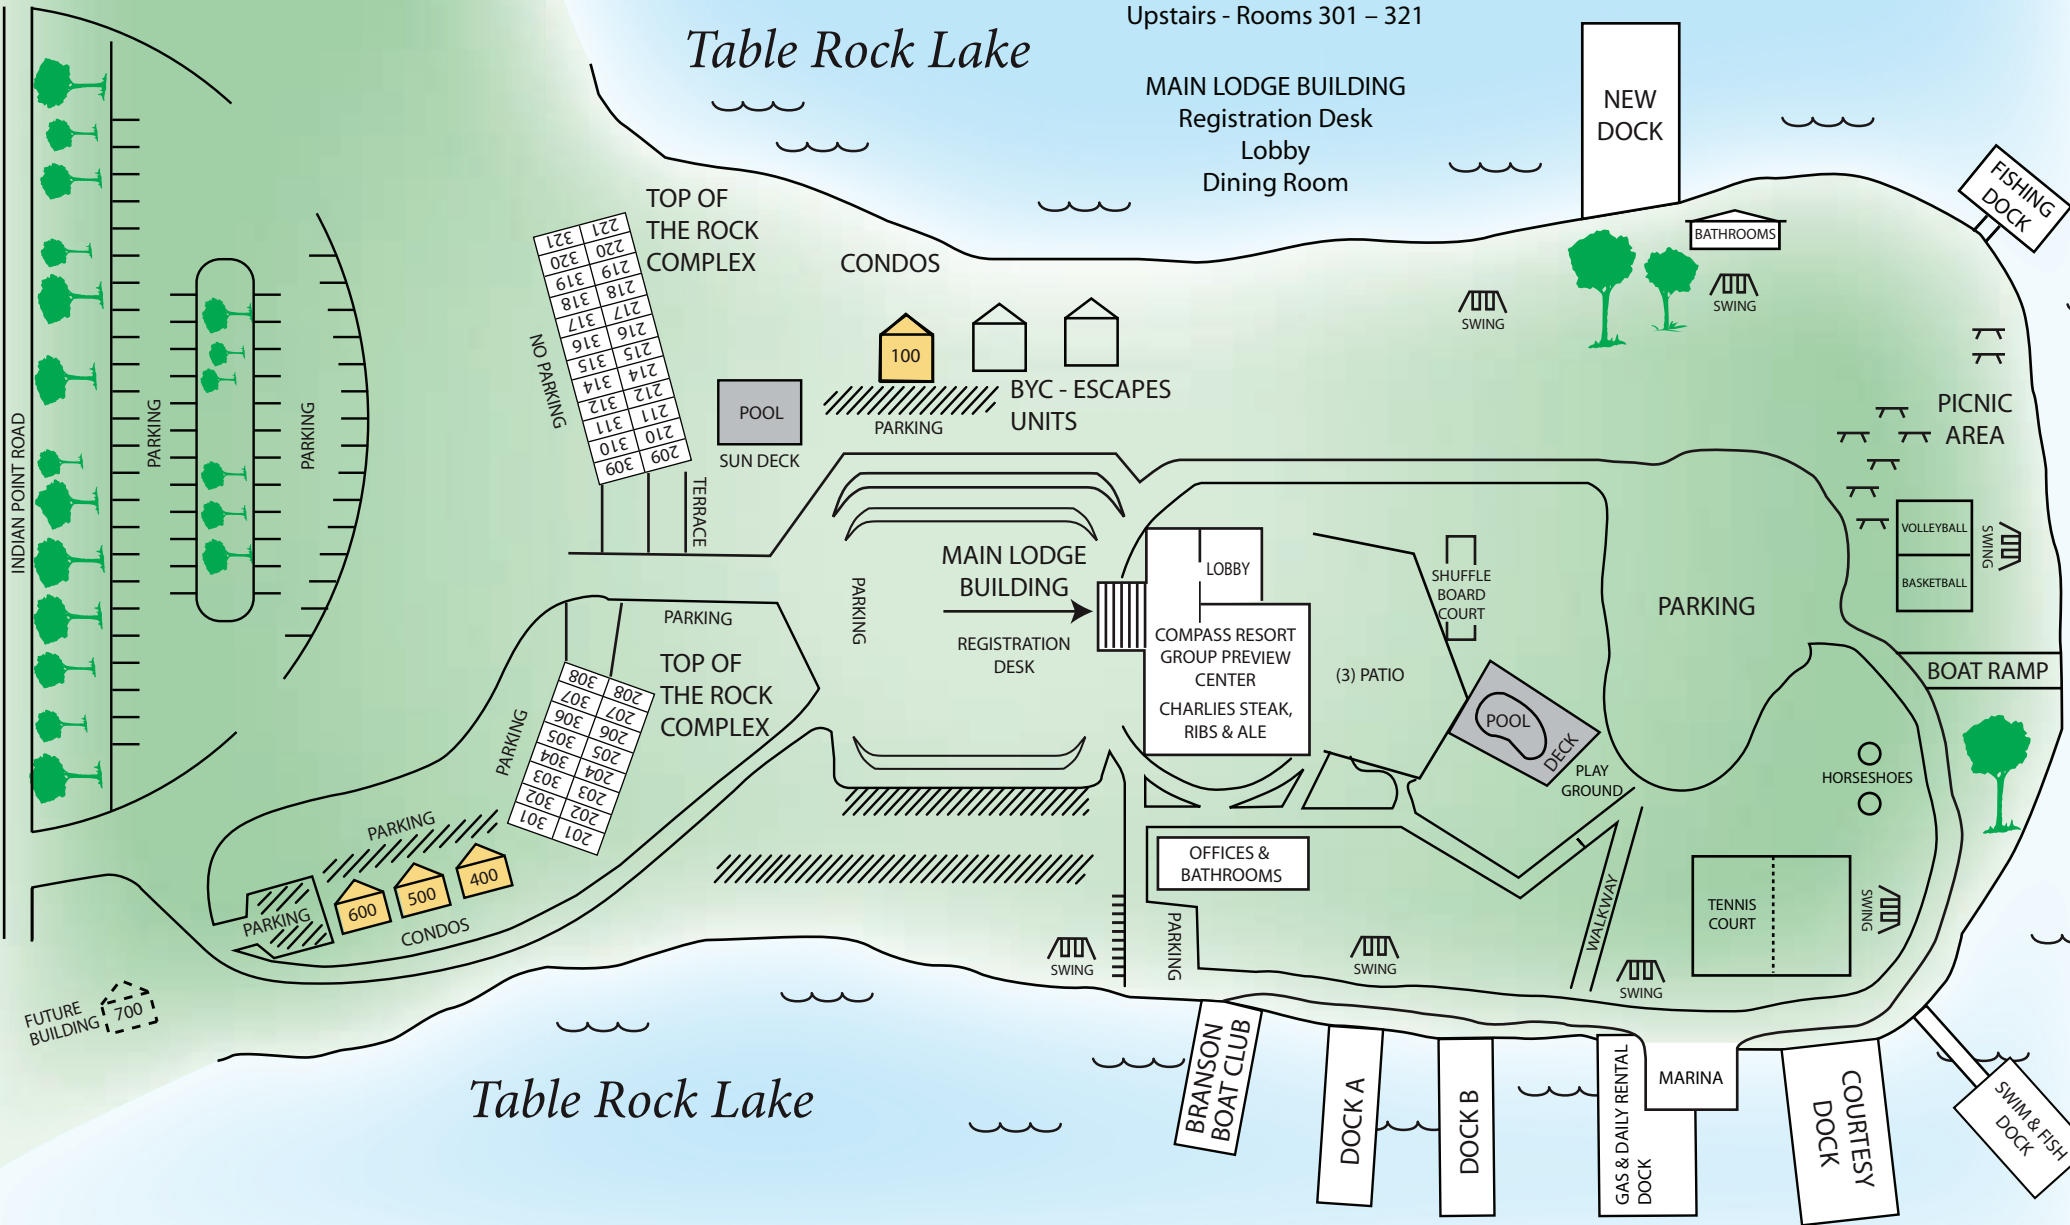 Upstairs - Rooms 301 – 321
Table Rock Lake
MAIN LODGE BUILDING
Registration Desk
Lobby
Dining Room
NEW
DOCK
FISHING
DOCK
BATHROOMS
SWING
SWING
TOP OF
THE ROCK
COMPLEX
321 221
320 220
319 219
318 218
317 217
316 216
315 215
314 214
312 212
311 211
310 210
309 209
NO PARKING
CONDOS
100
PARKING
BYC - ESCAPES
UNITS
POOL
SUN DECK
TERRACE
INDIAN POINT ROAD
PARKING
PARKING
PICNIC
AREA
VOLLEYBALL
BASKETBALL
SWING
MAIN LODGE
BUILDING
REGISTRATION
DESK
PARKING
LOBBY
COMPASS RESORT
GROUP PREVIEW
CENTER
CHARLIES STEAK,
RIBS & ALE
(3) PATIO
SHUFFLE
BOARD
COURT
PARKING
BOAT RAMP
POOL
DECK
PLAY
GROUND
HORSESHOES
PARKING
TOP OF
THE ROCK
COMPLEX
308 208
307 207
306 206
305 205
304 204
303 203
302 202
301 201
PARKING
PARKING
PARKING
600
500
400
CONDOS
FUTURE
BUILDING
700
OFFICES &
BATHROOMS
PARKING
SWING
SWING
WALKWAY
SWING
TENNIS
COURT
SWING
Table Rock Lake
BRANSON
BOAT CLUB
DOCK A
DOCK B
GAS & DAILY RENTAL
DOCK
MARINA
COURTESY
DOCK
SWIM & FISH
DOCK